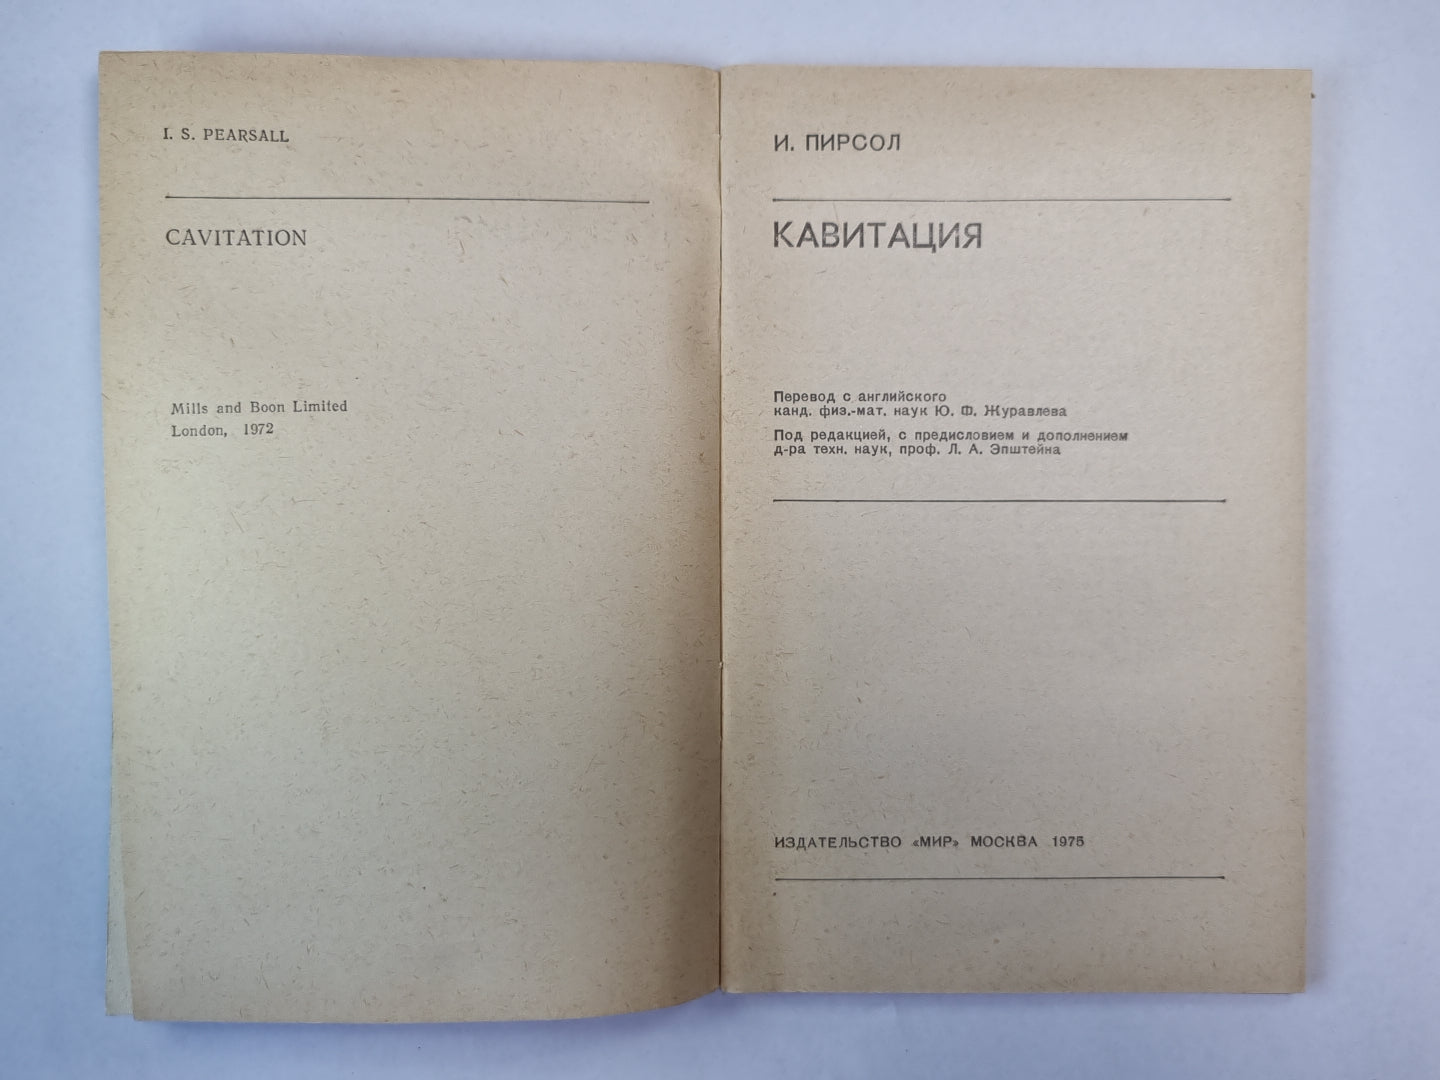 I. S. PEARSALL
CAVITATION
Mills and Boon Limited
London, 1972
И. ПИРСОЛ
КАВИТАЦИЯ
Перевод с английского
канд. физ.-мат. наук Ю. Ф. Журавлева
Под редакцией, с предисловием и дополнением
д-ра техн. наук, проф. Л. А. Эпштейна
ИЗДАТЕЛЬСТВО «МИР» МОСКВА 1975